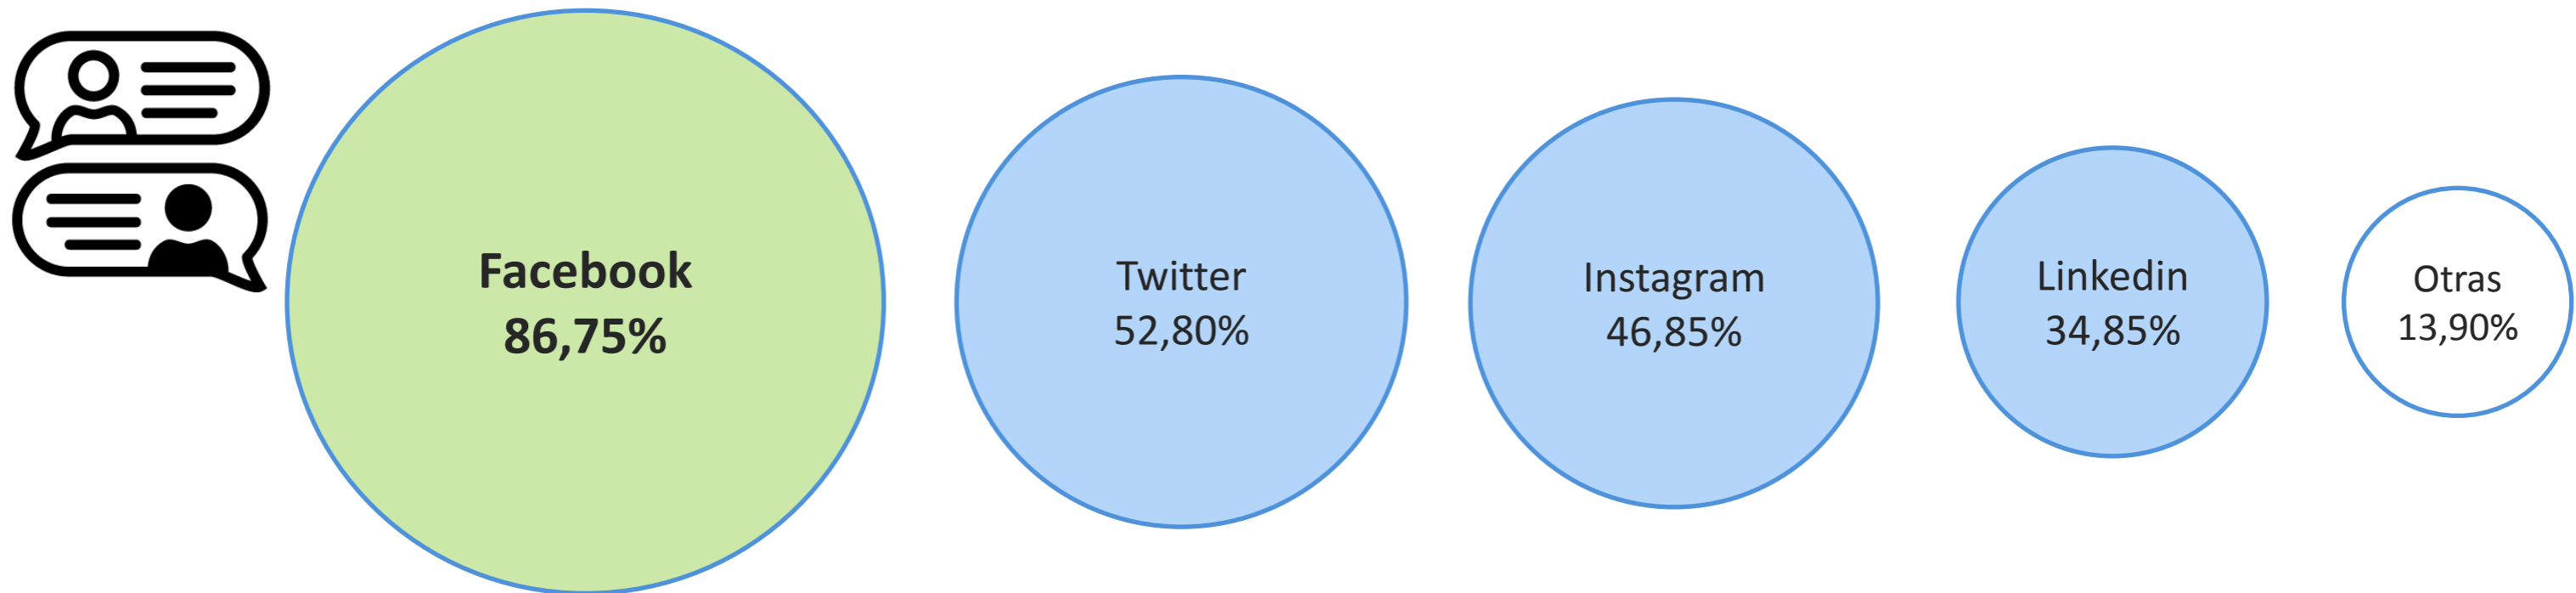 Facebook
86,75%
Twitter
52,80%
Instagram
46,85%
Linkedin
34,85%
Otras
13,90%